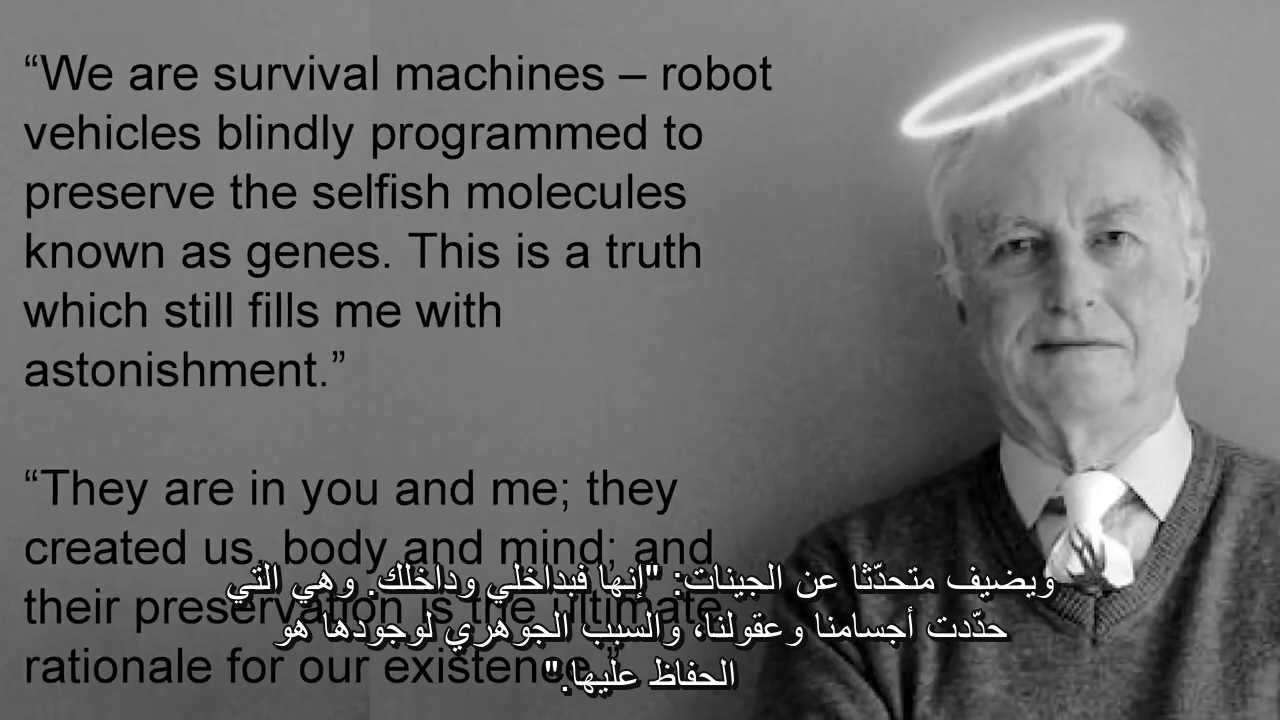 “We are survival machines – robot
vehicles blindly programmed to
preserve the selfish molecules
known as genes. This is a truth
which still fills me with
astonishment.”
“They are in you and me; they
created us, body and mind; and
their preservation is the ultimate
rationale for our existence.”
ويضيف متحدّثا عن الجينات: "إنها فبداخلي وداخلك. وهي التي
حدّدت أجسامنا وعقولنا، والسبب الجوهري لوجودها هو
الحفاظ عليها."